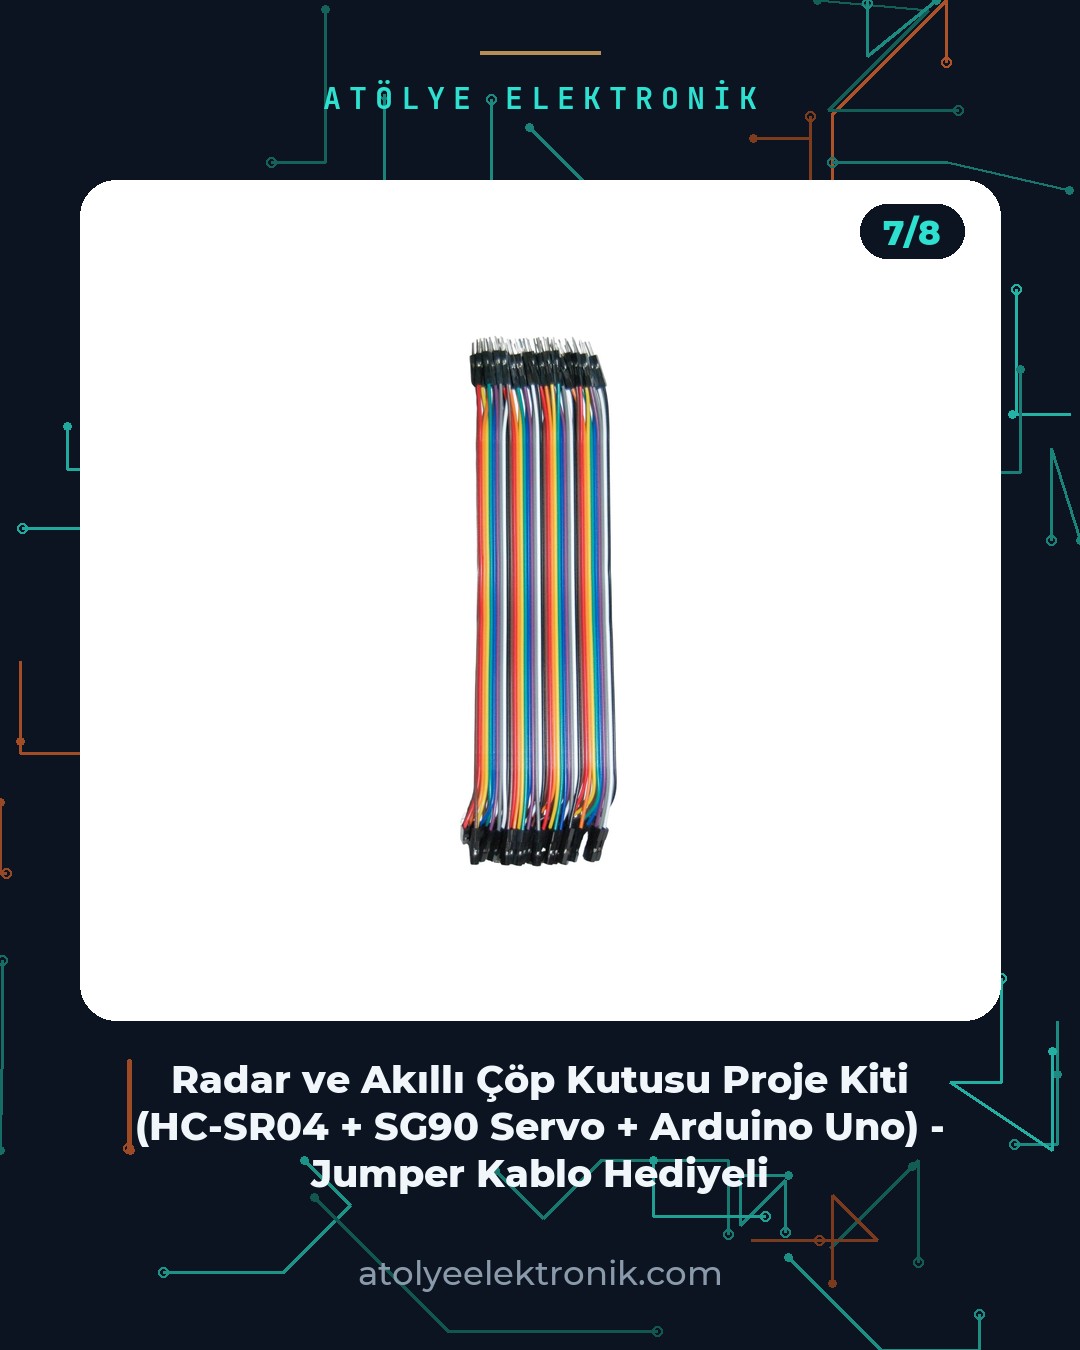 ATÖLYE ELEKTRONİK
7/8
Radar ve Akıllı Çöp Kutusu Proje Kiti
(HC-SR04 + SG90 Servo + Arduino Uno) -
Jumper Kablo Hediyeli
atolyeelektronik.com